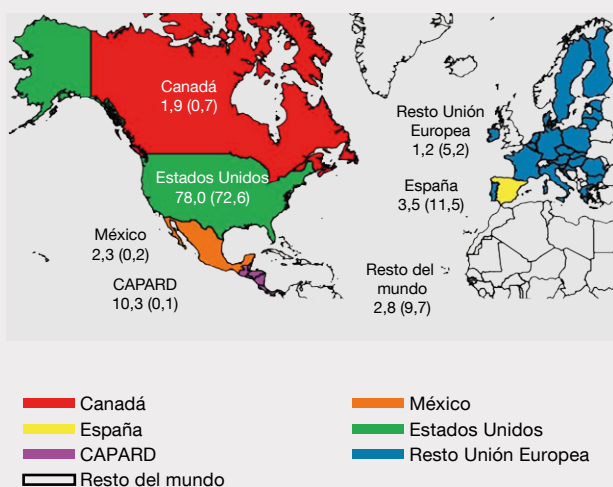 Canadá
1,9 (0,7)
Resto Unión
Europea
1,2 (5,2)
Estados Unidos
78,0 (72,6)
España
3,5 (11,5)
México
2,3 (0,2)
CAPARD
10,3 (0,1)
Resto del
mundo
2,8 (9,7)
Canadá
México
España
Estados Unidos
CAPARD
Resto Unión Europea
Resto del mundo